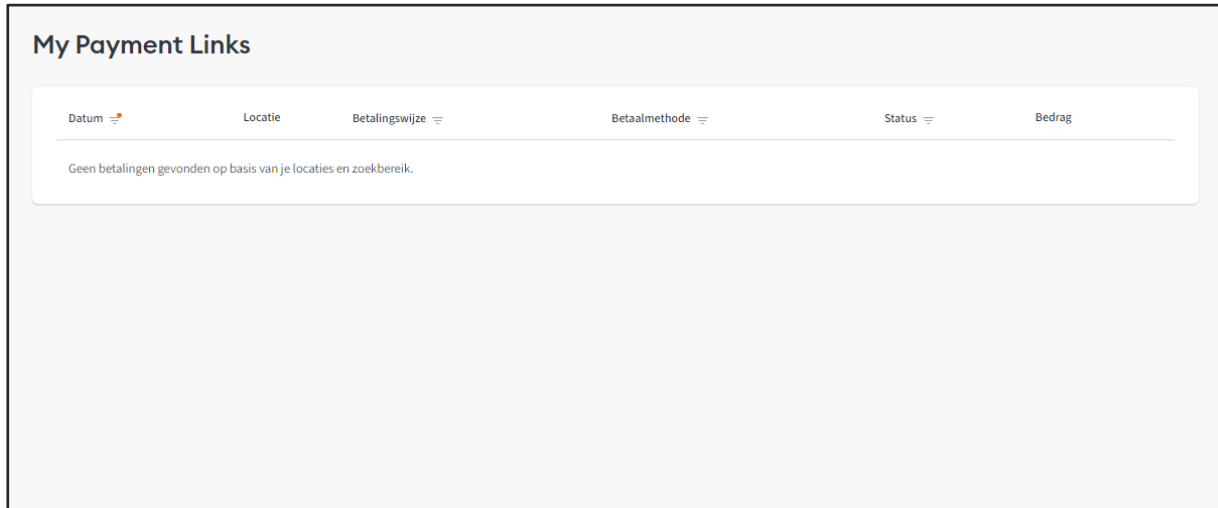 My Payment Links
Datum Locatie Betalingswijze Betaalmethode Status Bedrag
Geen betalingen gevonden op basis van je locaties en zoekbereik.